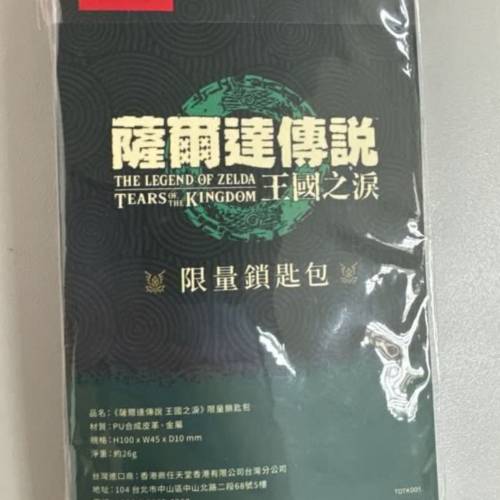 薩爾達傳說
THE LEGEND OF ZELDA
TEARS OF THE KINGDOM 王國之淚
限量鎖匙包
品名:《薩爾達傳說 王國之淚》限量鎖匙包
材質:PU合成皮革、金屬
規格:H100 x W45 x D10 mm
淨重:約26g
台灣進口商:香港商任天堂香港有限公司台灣分公司
地址:104 台北市中山區中山北路二段68號5樓
TOTK001